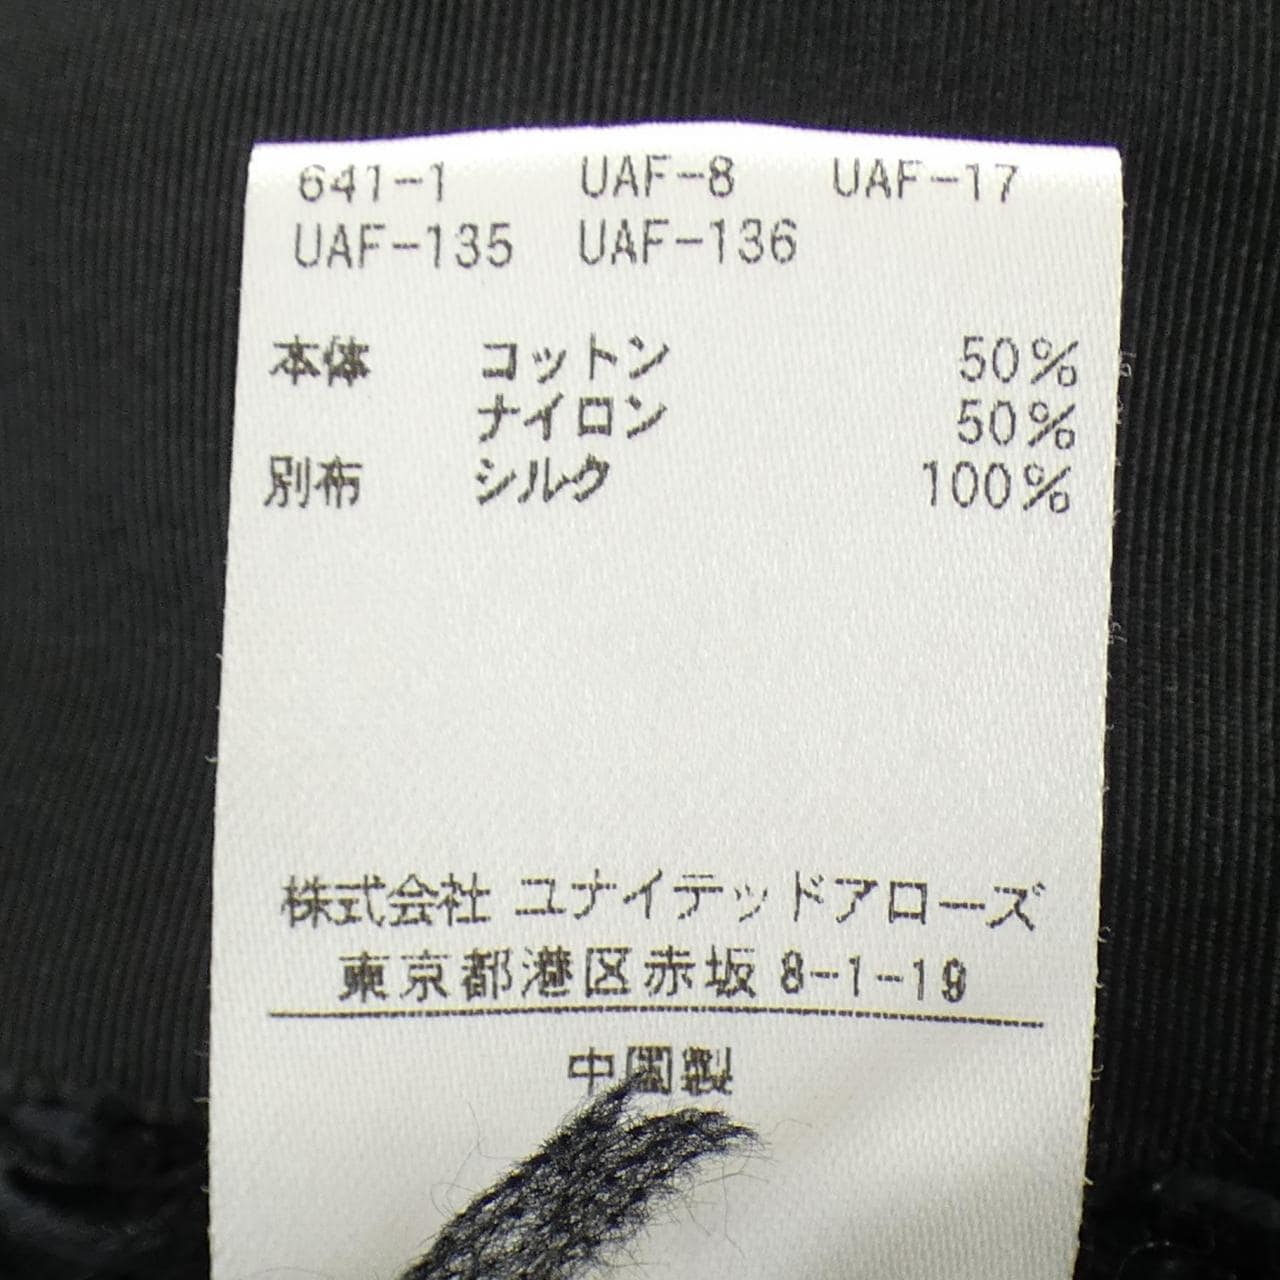 641-1 UAF-8 UAF-17
UAF-135 UAF-136
本体 コットン 50%
ナイロン 50%
別布 シルク 100%
株式会社 ユナイテッドアローズ
東京都港区赤坂 8-1-19
中国製